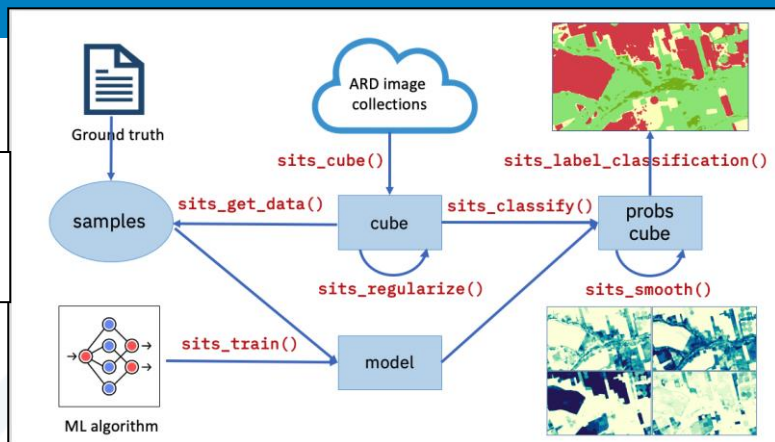 ARD image
collections
Ground truth
sits_cube()
sits_label_classification()
samples
sits_get_data()
cube
sits_classify()
probs
cube
sits_regularize()
sits_smooth()
sits_train()
model
ML algorithm